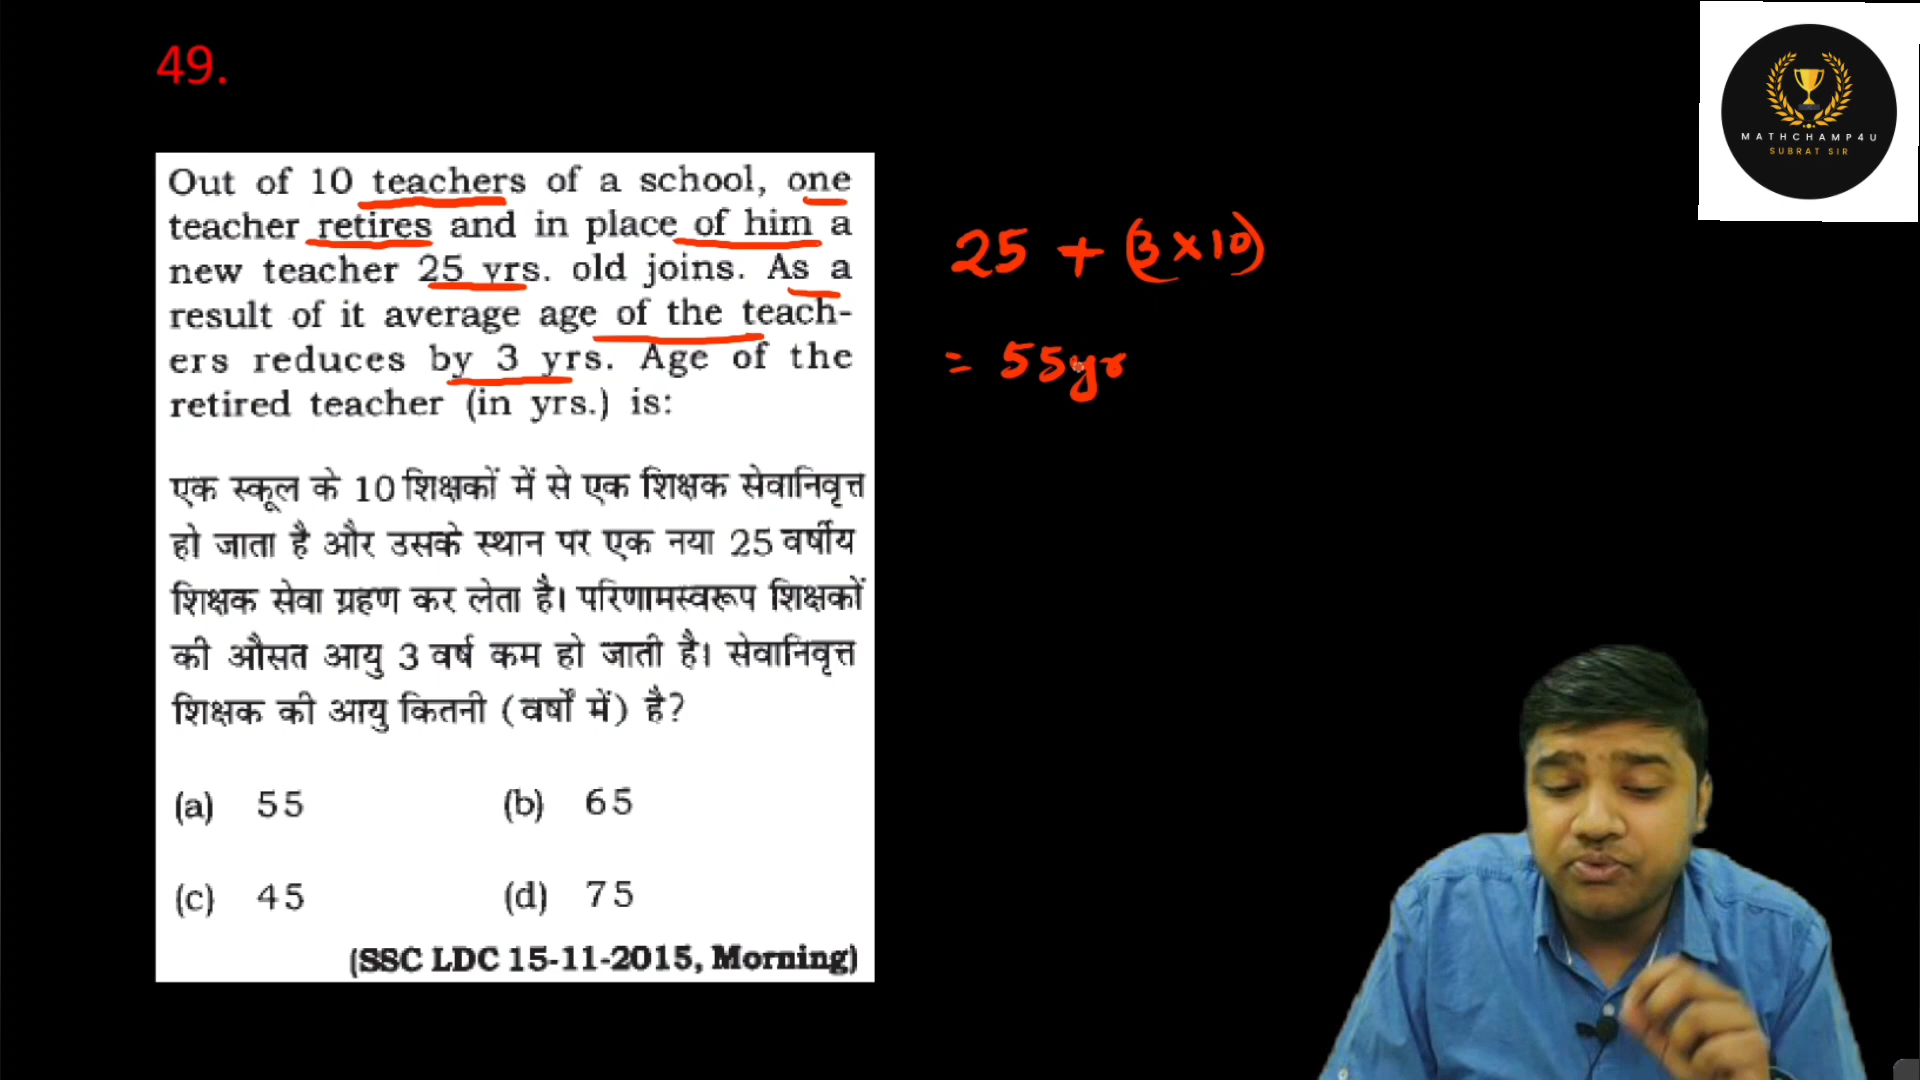 49.
MATHCHAMP4U
SUBRAT SIR
Out of 10 teachers of a school, one
teacher retires and in place of him a
new teacher 25 yrs. old joins. As a
result of it average age of the teach-
ers reduces by 3 yrs. Age of the
retired teacher (in yrs.) is:
एक स्कूल के 10 शिक्षकों में से एक शिक्षक सेवानिवृत्त
हो जाता है और उसके स्थान पर एक नया 25 वर्षीय
शिक्षक सेवा ग्रहण कर लेता है। परिणामस्वरूप शिक्षकों
की औसत आयु 3 वर्ष कम हो जाती है। सेवानिवृत्त
शिक्षक की आयु कितनी (वर्षों में) है?
(a) 55 (b) 65
(c) 45 (d) 75
(SSC LDC 15-11-2015, Morning)
25 + (3 × 10)
= 55yr